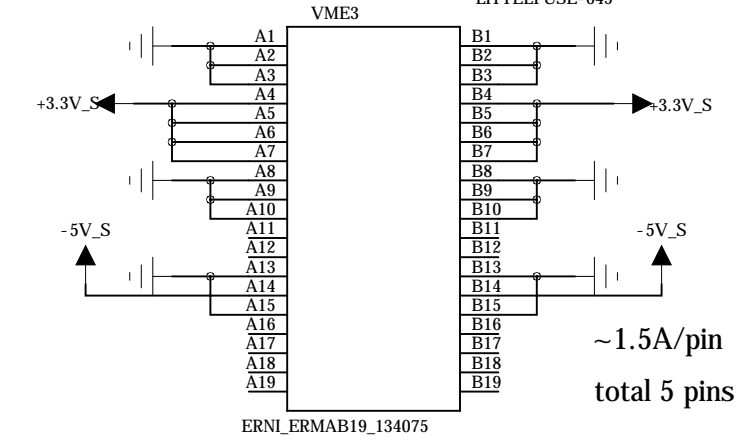 VME3
A1 B1
A2 B2
A3 B3
+3.3V_S A4 B4 +3.3V_S
A5 B5
A6 B6
A7 B7
A8 B8
A9 B9
A10 B10
-5V_S A11 B11 -5V_S
A12 B12
A13 B13
A14 B14
A15 B15
A16 B16
A17 B17
A18 B18
A19 B19
~1.5A/pin
total 5 pins
ERNI_ERMAB19_134075